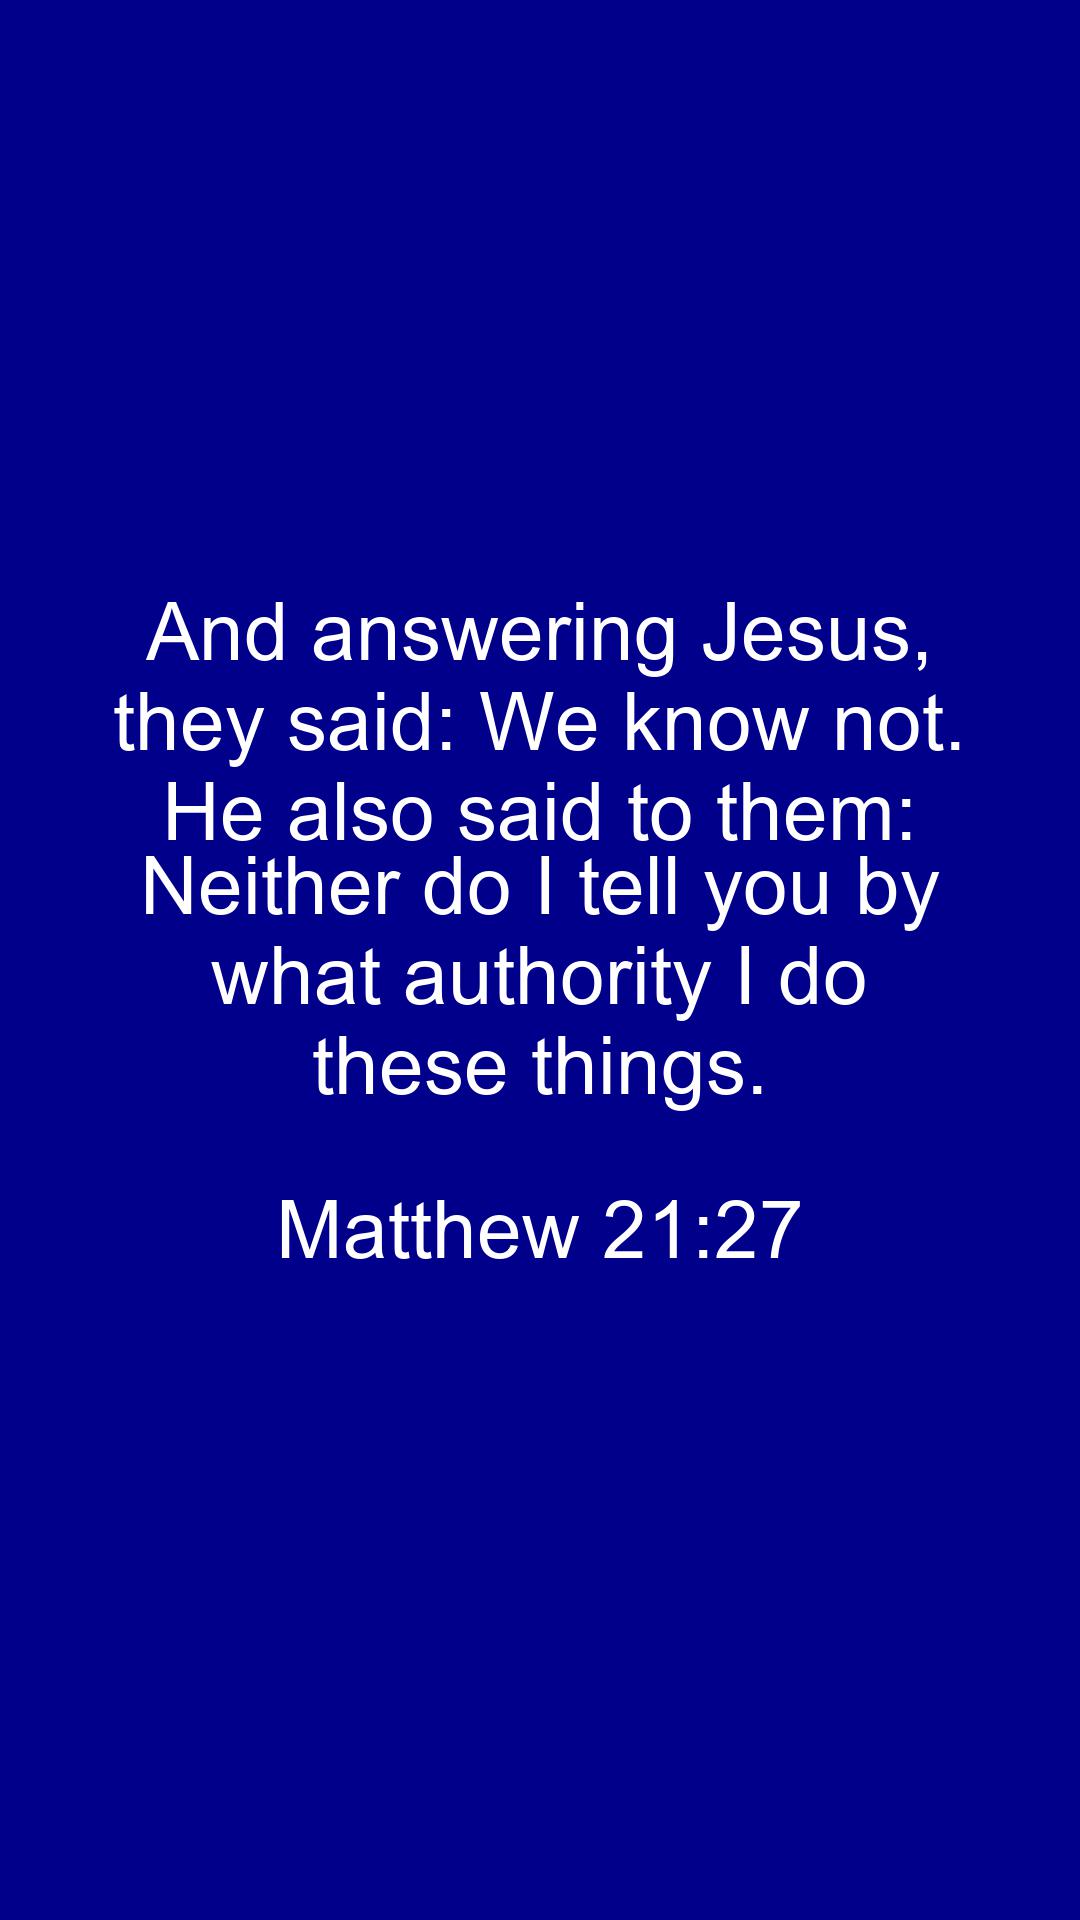 And answering Jesus,
they said: We know not.
He also said to them:
Neither do I tell you by
what authority I do
these things.
Matthew 21:27